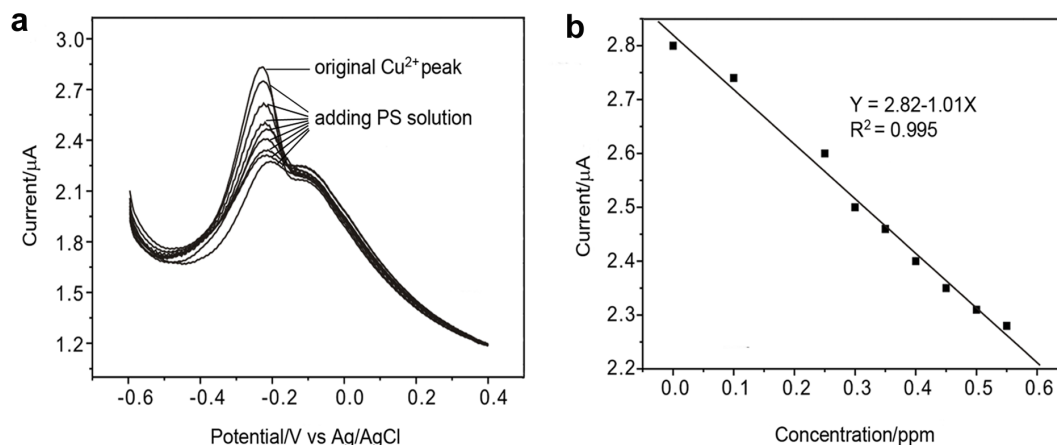 a
3.0
2.7
2.4
2.1
1.8
1.5
1.2
Current/μA
original Cu²⁺ peak
adding PS solution
-0.6 -0.4 -0.2 0.0 0.2 0.4
Potential/V vs Ag/AgCl
b
2.8
2.7
2.6
2.5
2.4
2.3
2.2
Current/μA
Y = 2.82-1.01X
R² = 0.995
0.0 0.1 0.2 0.3 0.4 0.5 0.6
Concentration/ppm